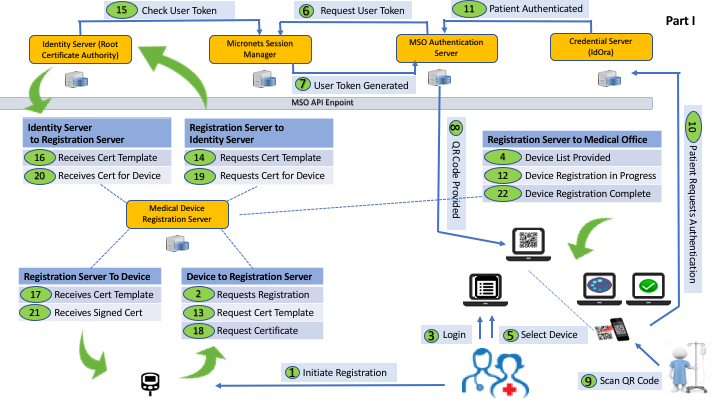 15 Check User Token
6 Request User Token
11 Patient Authenticated
Part I
Identity Server (Root
Certificate Authority)
Micronets Session
Manager
MSO Authentication
Server
Credential Server
(IdOra)
7 User Token Generated
MSO API Enpoint
Identity Server
to Registration Server
16 Receives Cert Template
20 Receives Cert for Device
Registration Server to
Identity Server
14 Requests Cert Template
19 Requests Cert for Device
8 QR Code Provided
Registration Server to Medical Office
4 Device List Provided
12 Device Registration in Progress
22 Device Registration Complete
10 Patient Requests Authentication
Medical Device
Registration Server
Registration Server To Device
17 Receives Cert Template
21 Receives Signed Cert
Device to Registration Server
2 Requests Registration
13 Request Cert Template
18 Request Certificate
3 Login
5 Select Device
1 Initiate Registration
9 Scan QR Code